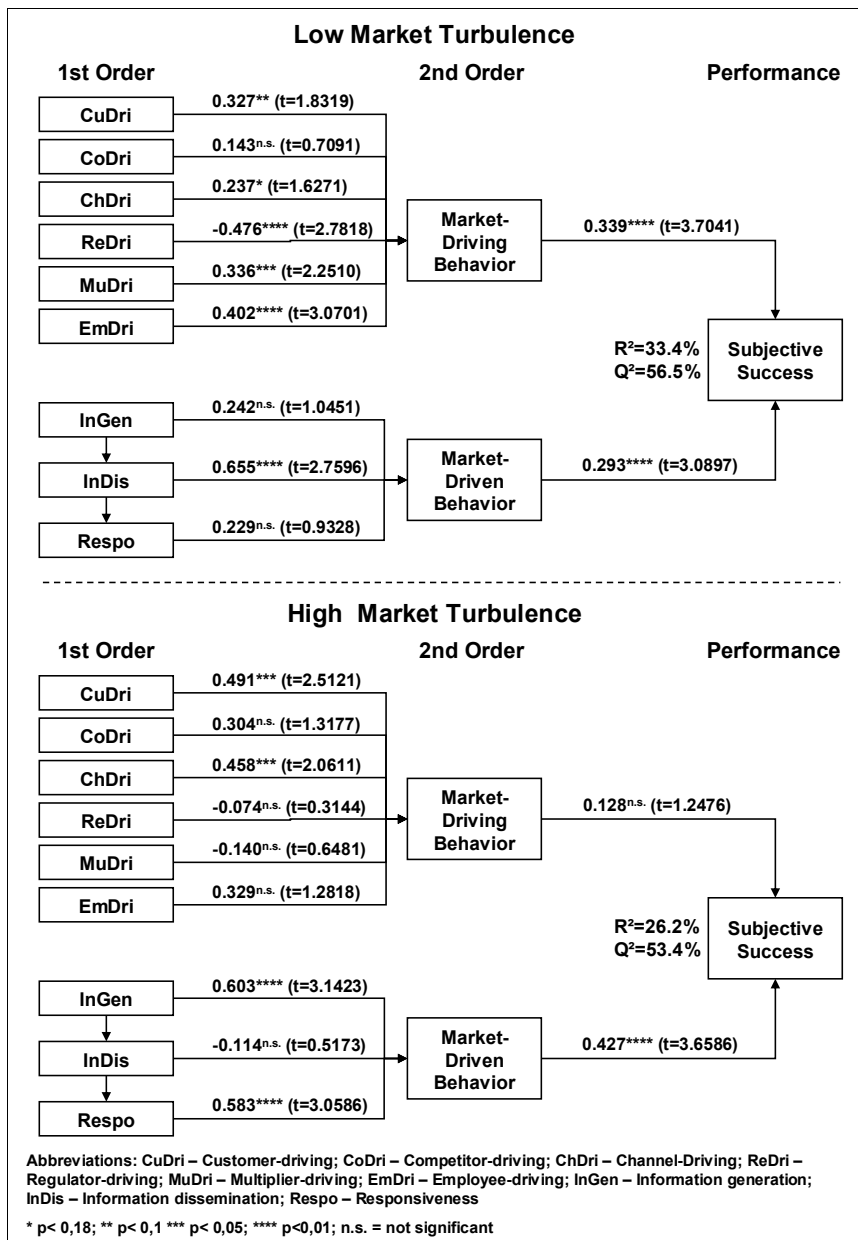 Low Market Turbulence
1st Order 2nd Order Performance
CuDri 0.327** (t=1.8319)
CoDri 0.143n.s. (t=0.7091)
ChDri 0.237* (t=1.6271)
ReDri -0.476**** (t=2.7818)
MuDri 0.336*** (t=2.2510)
EmDri 0.402**** (t=3.0701)
Market-
Driving
Behavior
0.339**** (t=3.7041)
R²=33.4%
Q²=56.5%
Subjective
Success
InGen 0.242n.s. (t=1.0451)
InDis 0.655**** (t=2.7596)
Respo 0.229n.s. (t=0.9328)
Market-
Driven
Behavior
0.293**** (t=3.0897)
High Market Turbulence
1st Order 2nd Order Performance
CuDri 0.491*** (t=2.5121)
CoDri 0.304n.s. (t=1.3177)
ChDri 0.458*** (t=2.0611)
ReDri -0.074n.s. (t=0.3144)
MuDri -0.140n.s. (t=0.6481)
EmDri 0.329n.s. (t=1.2818)
Market-
Driving
Behavior
0.128n.s. (t=1.2476)
R²=26.2%
Q²=53.4%
Subjective
Success
InGen 0.603**** (t=3.1423)
InDis -0.114n.s. (t=0.5173)
Respo 0.583**** (t=3.0586)
Market-
Driven
Behavior
0.427**** (t=3.6586)
Abbreviations: CuDri – Customer-driving; CoDri – Competitor-driving; ChDri – Channel-Driving; ReDri –
Regulator-driving; MuDri – Multiplier-driving; EmDri – Employee-driving; InGen – Information generation;
InDis – Information dissemination; Respo – Responsiveness
* p< 0,18; ** p< 0,1 *** p< 0,05; **** p<0,01; n.s. = not significant